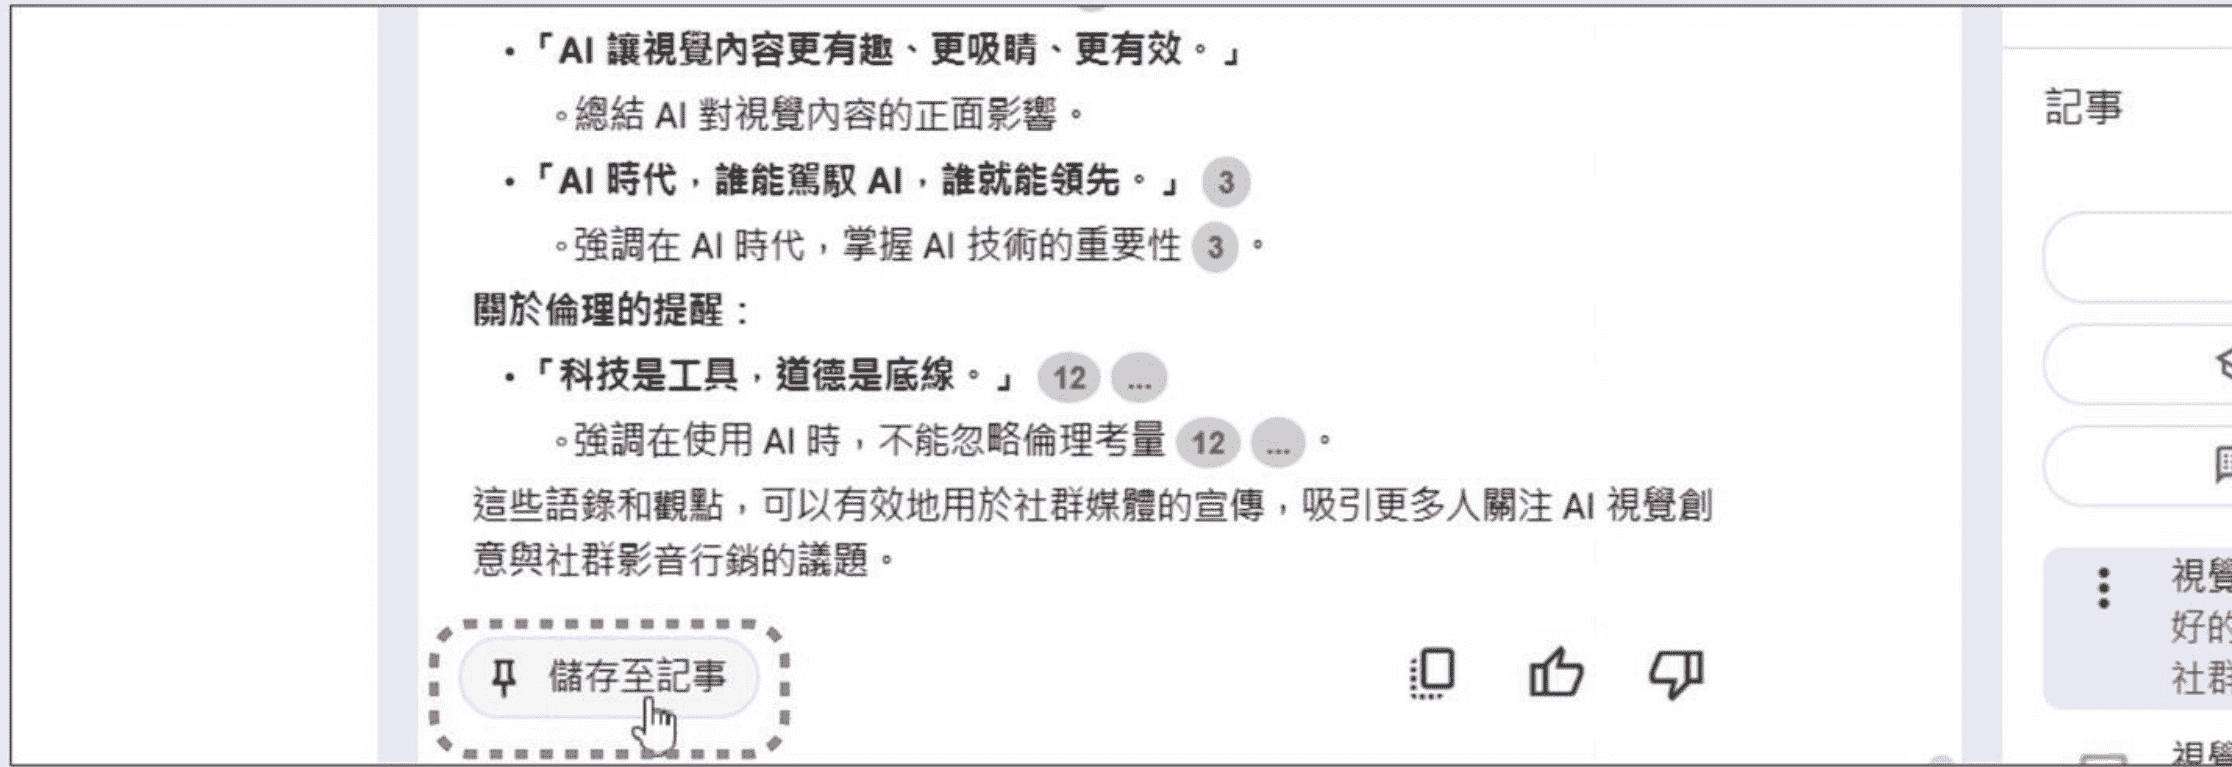 •「AI 讓視覺內容更有趣、更吸睛、更有效。」
◦總結 AI 對視覺內容的正面影響。
•「AI 時代，誰能駕馭 AI，誰就能領先。」 3
◦強調在 AI 時代，掌握 AI 技術的重要性 3 。
關於倫理的提醒：
•「科技是工具，道德是底線。」 12 ...
◦強調在使用 AI 時，不能忽略倫理考量 12 ... 。
這些語錄和觀點，可以有效地用於社群媒體的宣傳，吸引更多人關注 AI 視覺創
意與社群影音行銷的議題。
儲存至記事
記事
視覺
好的
社群
視覺